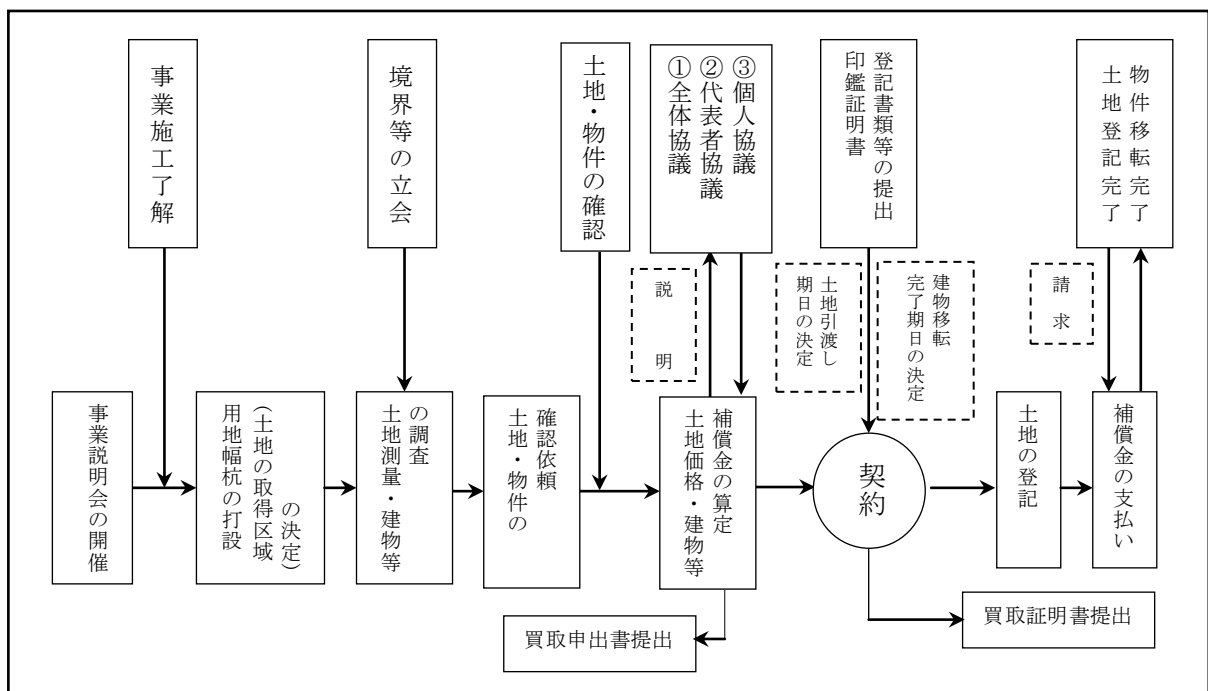 事業施工了解
境界等の立会
土地・物件の確認
①全体協議
②代表者協議
③個人協議
登記書類等の提出
印鑑証明書
物件移転完了
土地登記完了
説　明
土地引渡し
期日の決定
建物移転
完了期日の決定
請　求
事業説明会の開催
用地幅杭の打設
(土地の取得区域
の決定)
土地測量・建物等
の調査
土地・物件の
確認依頼
土地価格・建物等
補償金の算定
契約
土地の登記
補償金の支払い
買取申出書提出
買取証明書提出